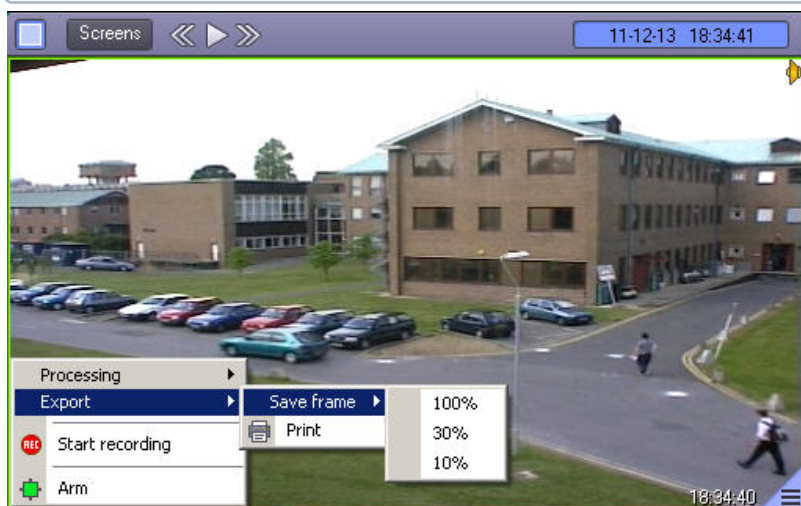 Screens
11-12-13 18:34:41
Processing
Export
Save frame
100%
Print
30%
REC
Start recording
10%
Arm
18:34:40